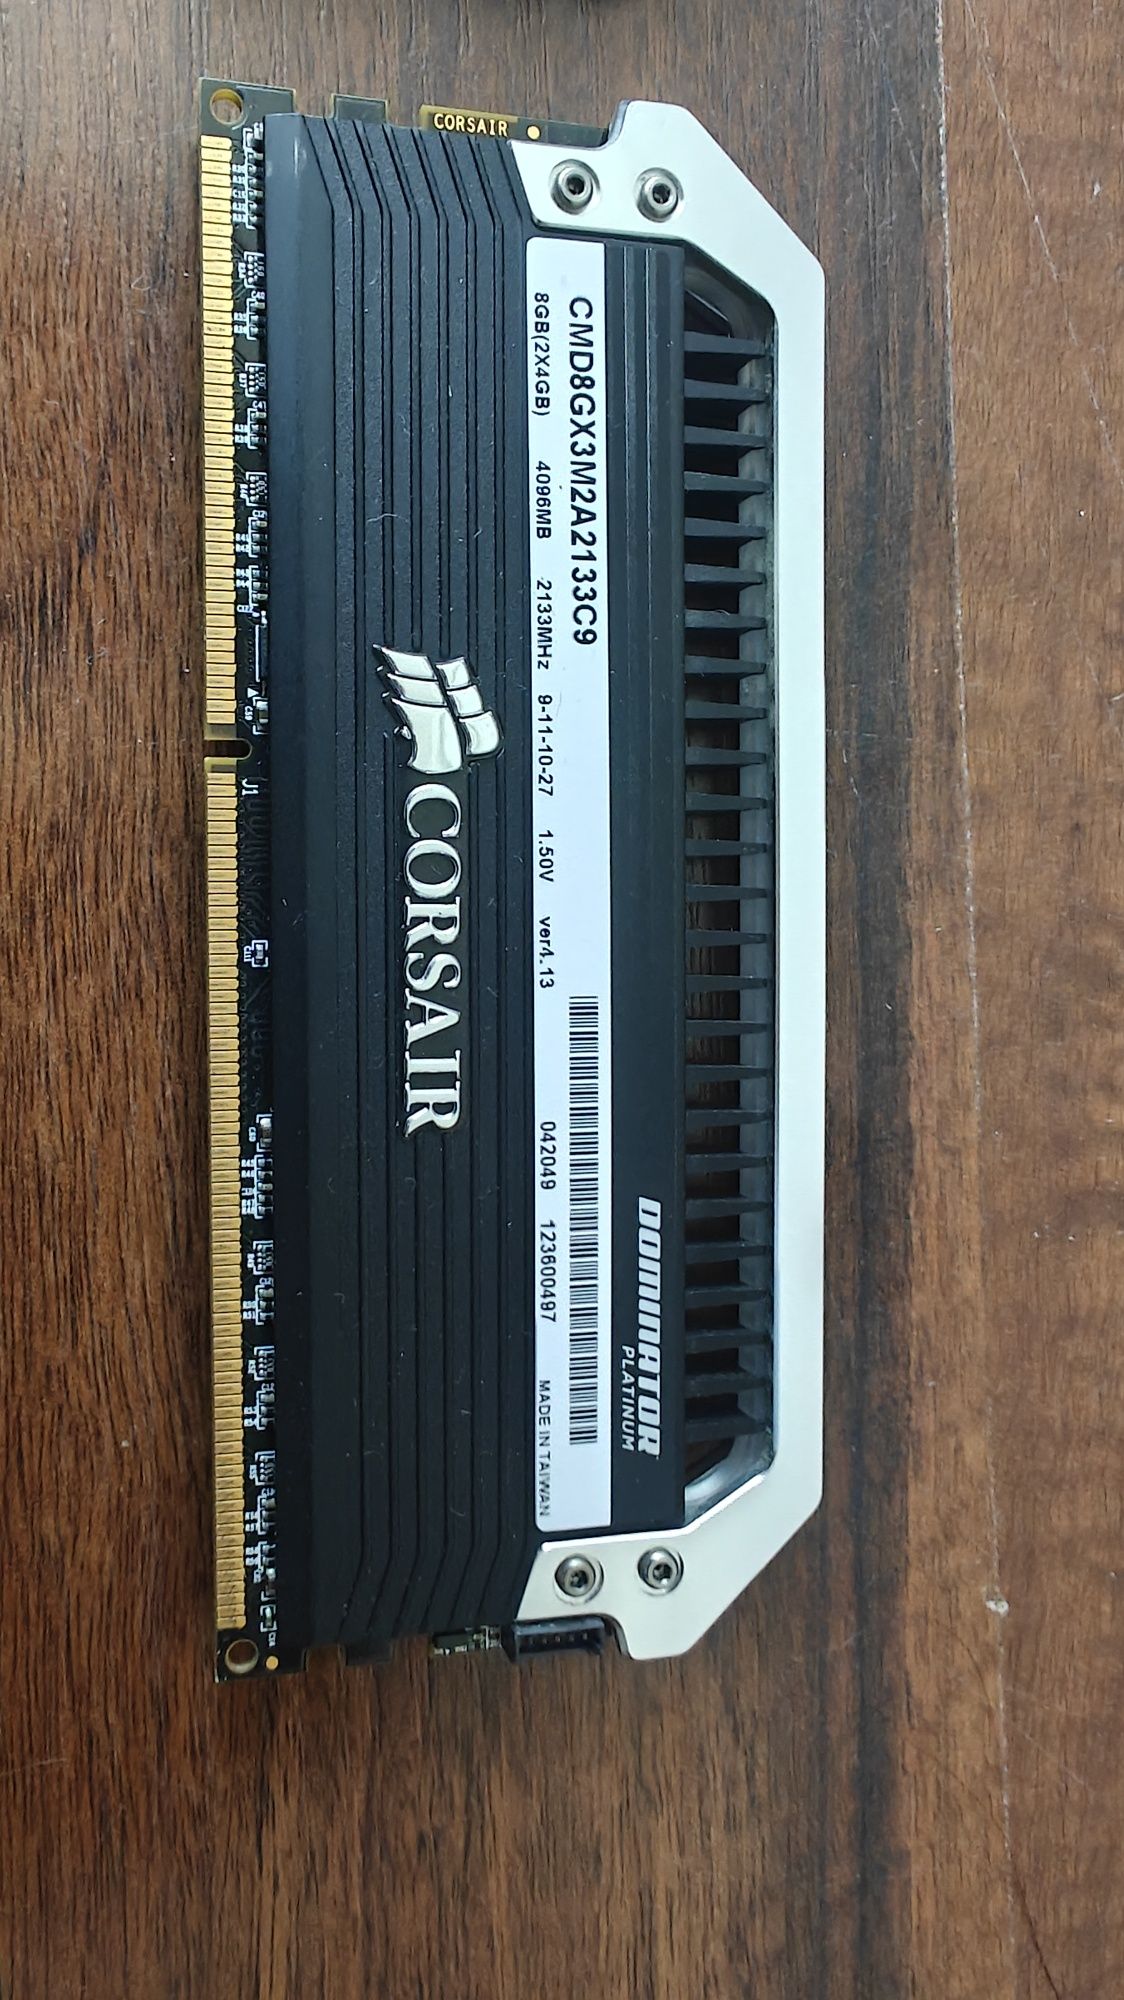 CORSAIR
DOMINATOR
PLATINUM
CMD8GX3M2A2133C9
8GB(2X4GB) 4096MB 2133MHz 9-11-10-27 1.50V ver4.13 042049 123600497 MADE IN TAIWAN
CORSAIR
J1